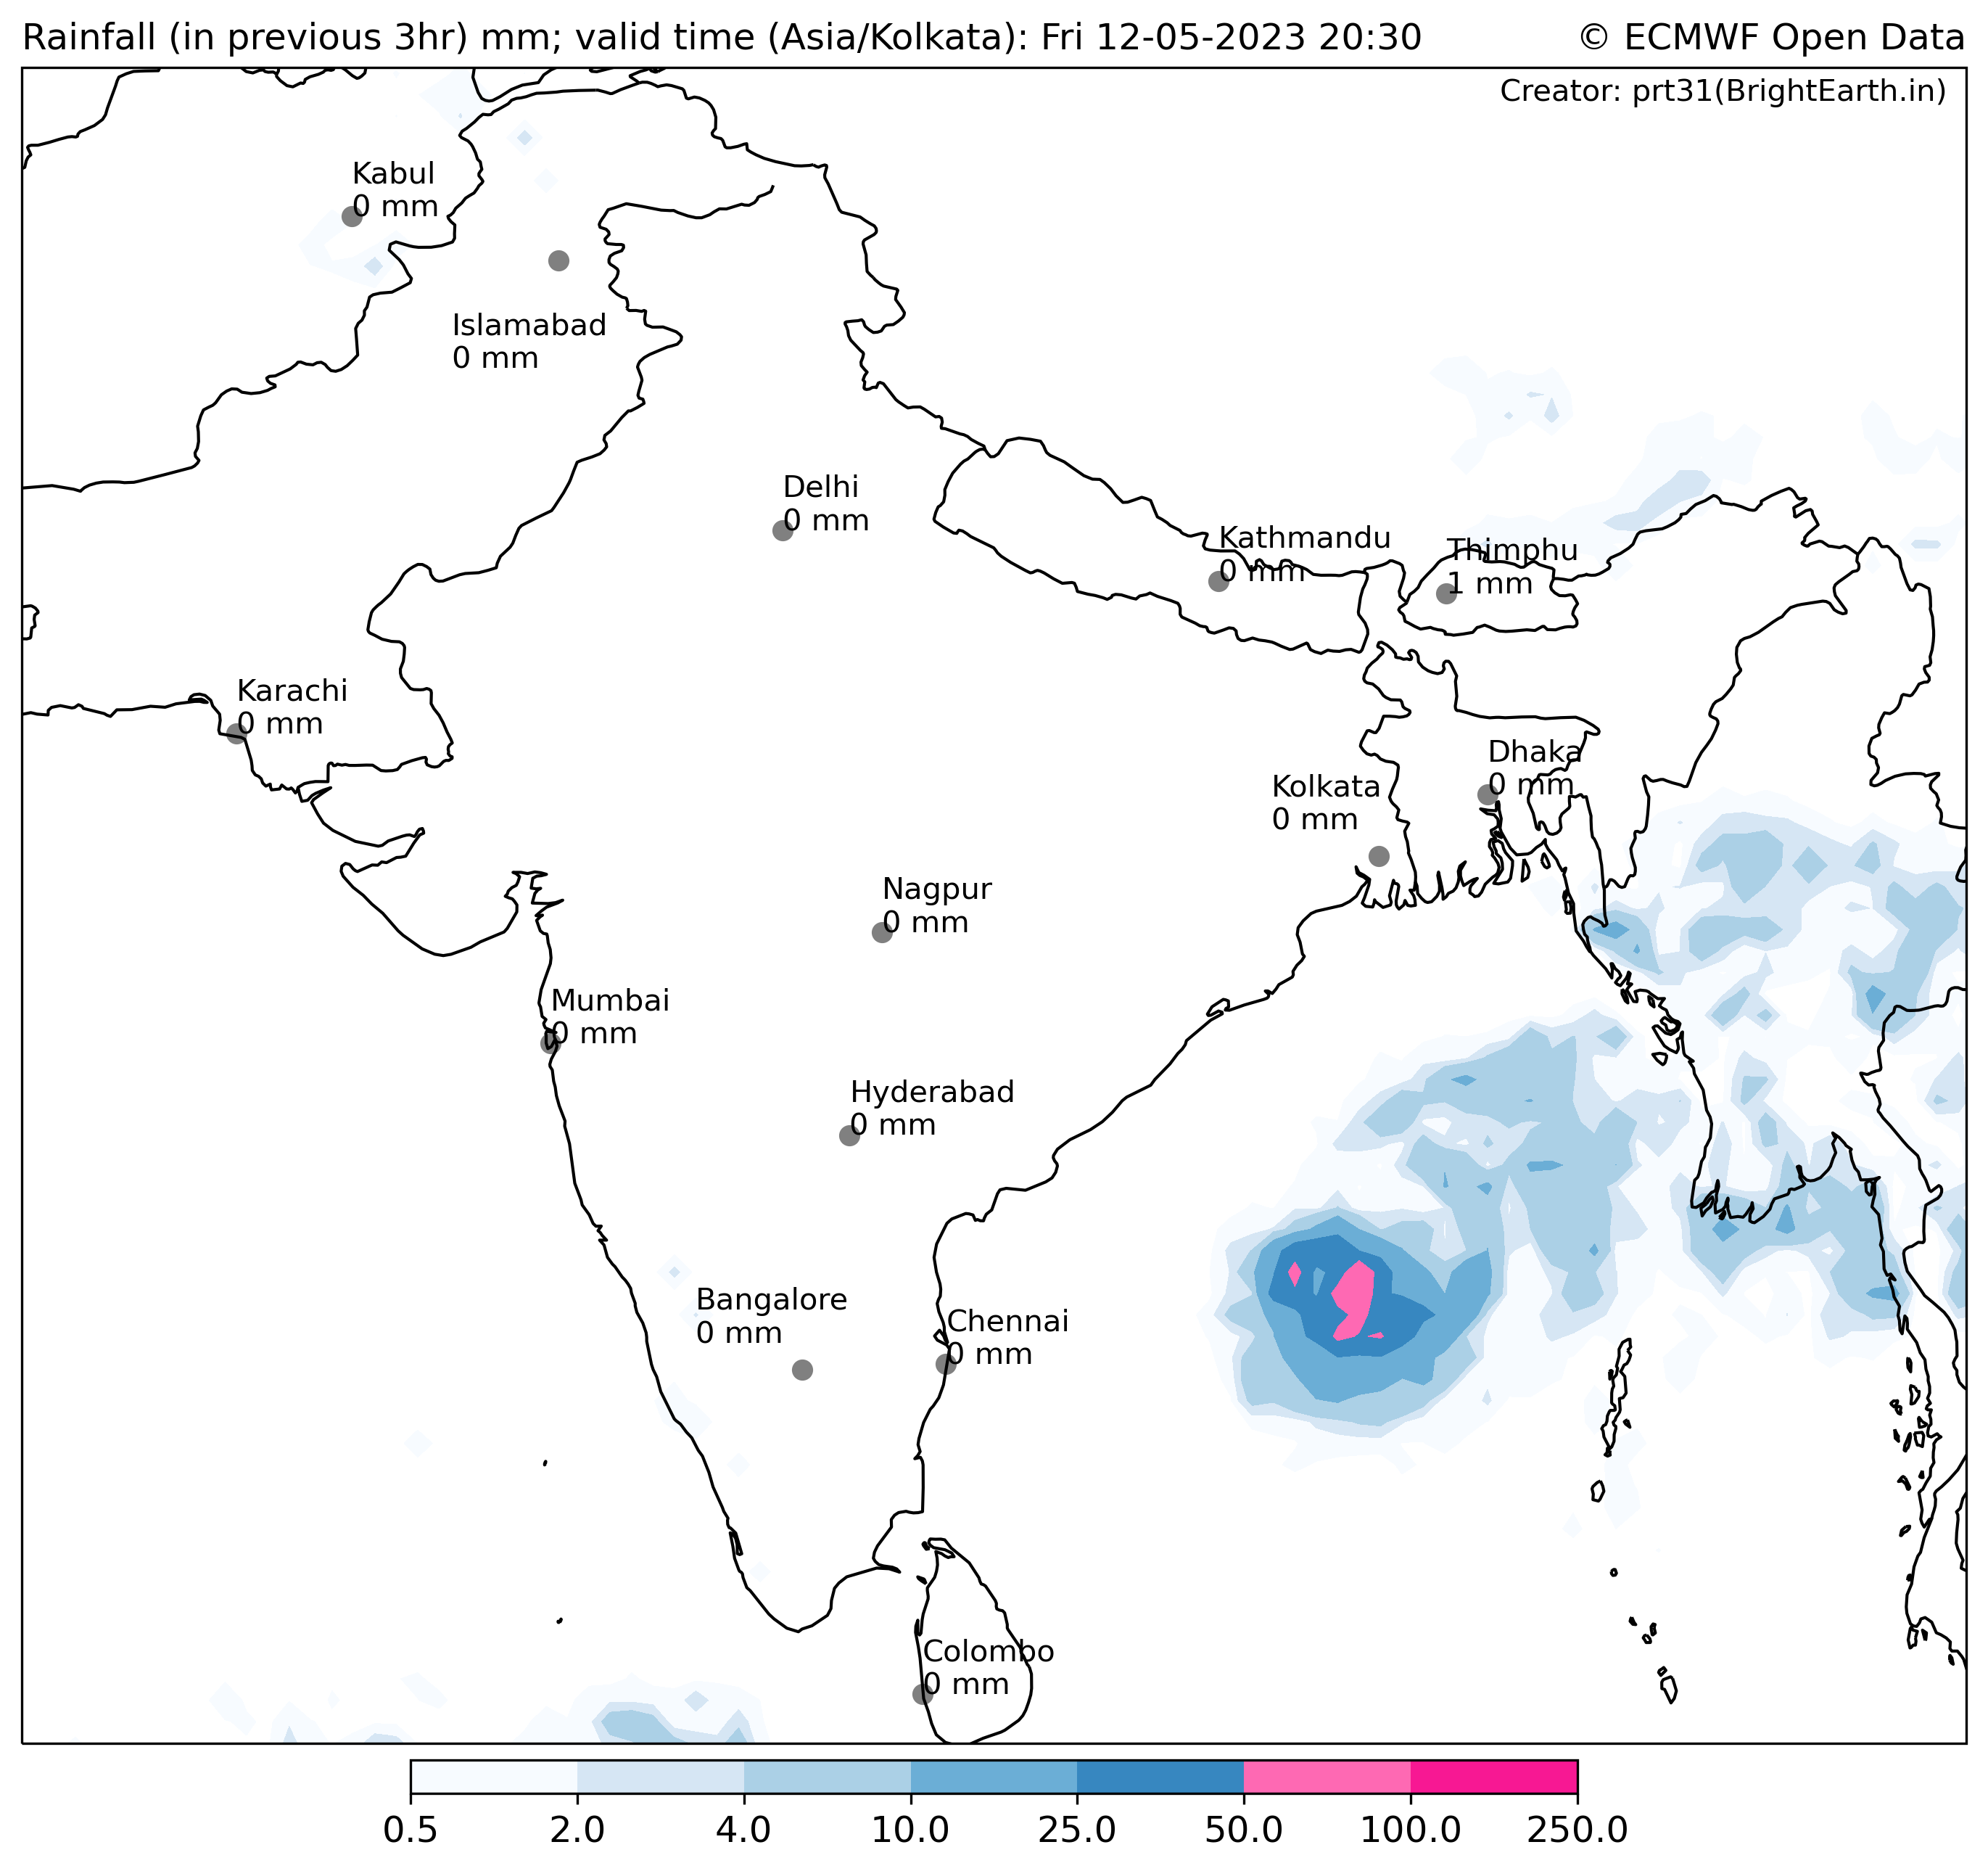 Rainfall (in previous 3hr) mm; valid time (Asia/Kolkata): Fri 12-05-2023 20:30
© ECMWF Open Data
Creator: prt31(BrightEarth.in)
Kabul
0 mm
Islamabad
0 mm
Delhi
0 mm
Kathmandu
0 mm
Thimphu
1 mm
Karachi
0 mm
Dhaka
0 mm
Kolkata
0 mm
Nagpur
0 mm
Mumbai
0 mm
Hyderabad
0 mm
Bangalore
0 mm
Chennai
0 mm
Colombo
0 mm
0.5 2.0 4.0 10.0 25.0 50.0 100.0 250.0